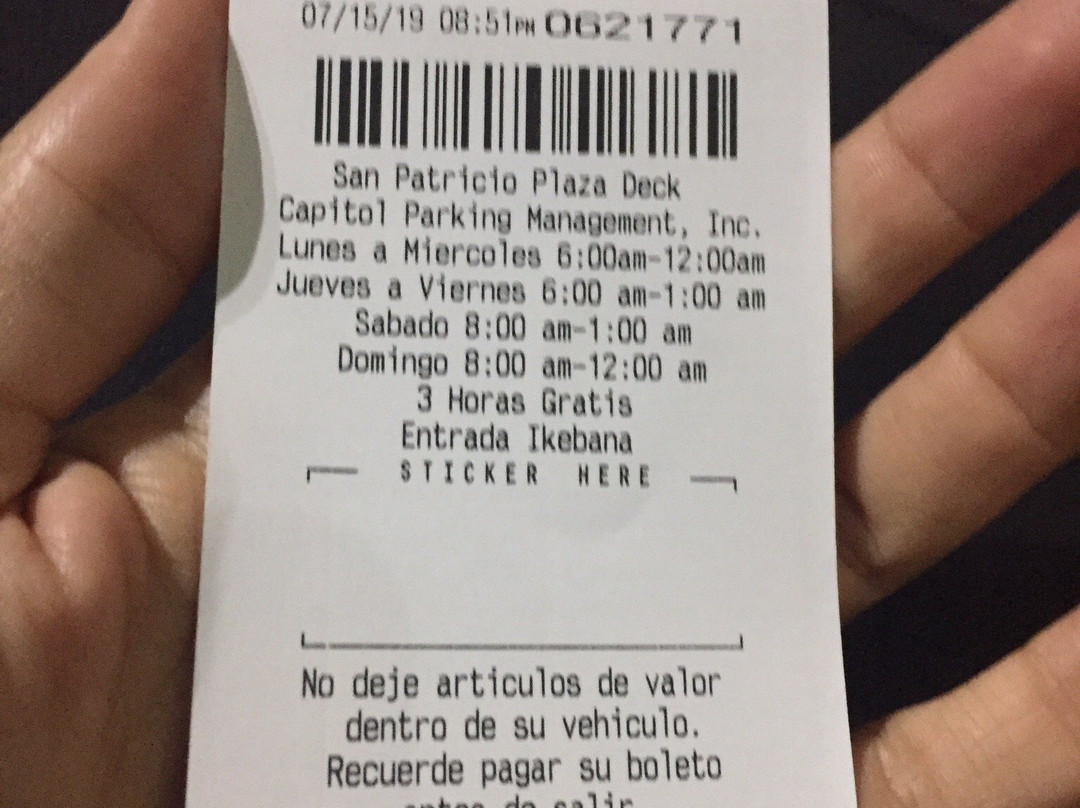 07/15/19 08:51PM 0621771
San Patricio Plaza Deck
Capitol Parking Management, Inc.
Lunes a Miercoles 6:00am-12:00am
Jueves a Viernes 6:00 am-1:00 am
Sabado 8:00 am-1:00 am
Domingo 8:00 am-12:00 am
3 Horas Gratis
Entrada Ikebana
STICKER HERE
No deje articulos de valor
dentro de su vehiculo.
Recuerde pagar su boleto
antes de salir